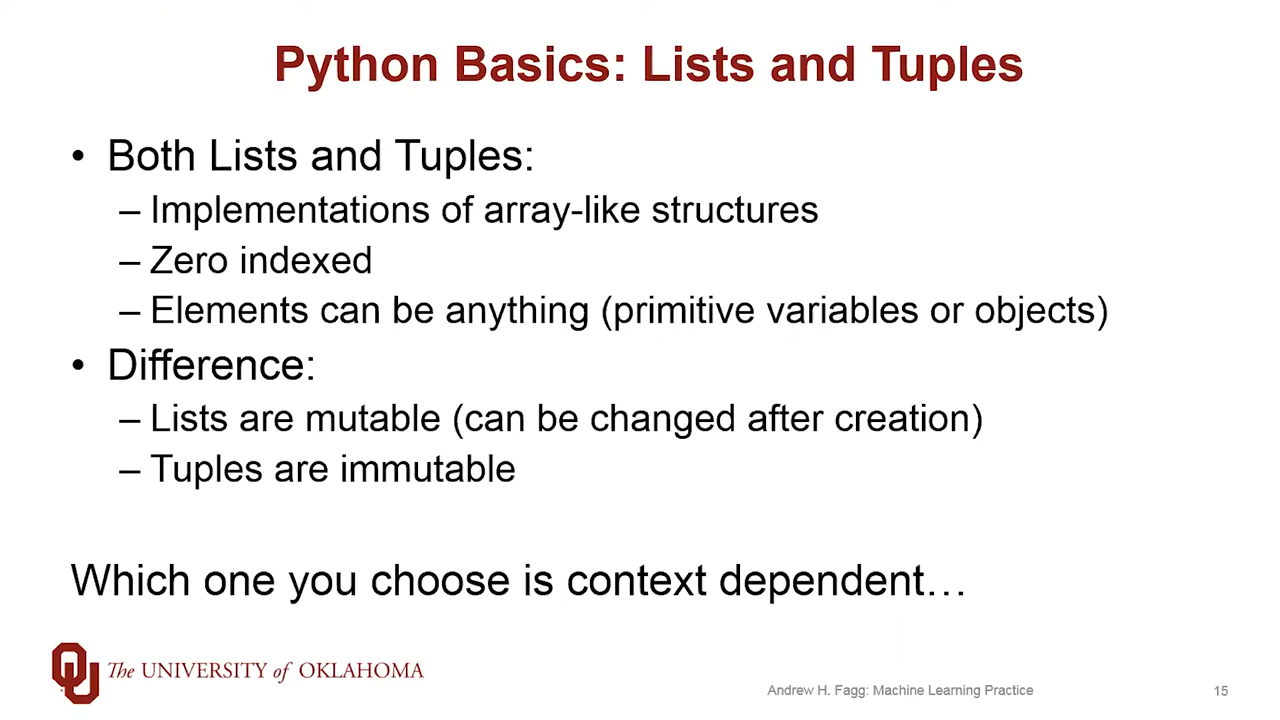 Python Basics: Lists and Tuples
• Both Lists and Tuples:
– Implementations of array-like structures
– Zero indexed
– Elements can be anything (primitive variables or objects)
• Difference:
– Lists are mutable (can be changed after creation)
– Tuples are immutable
Which one you choose is context dependent…
OU The UNIVERSITY of OKLAHOMA
Andrew H. Fagg: Machine Learning Practice 15